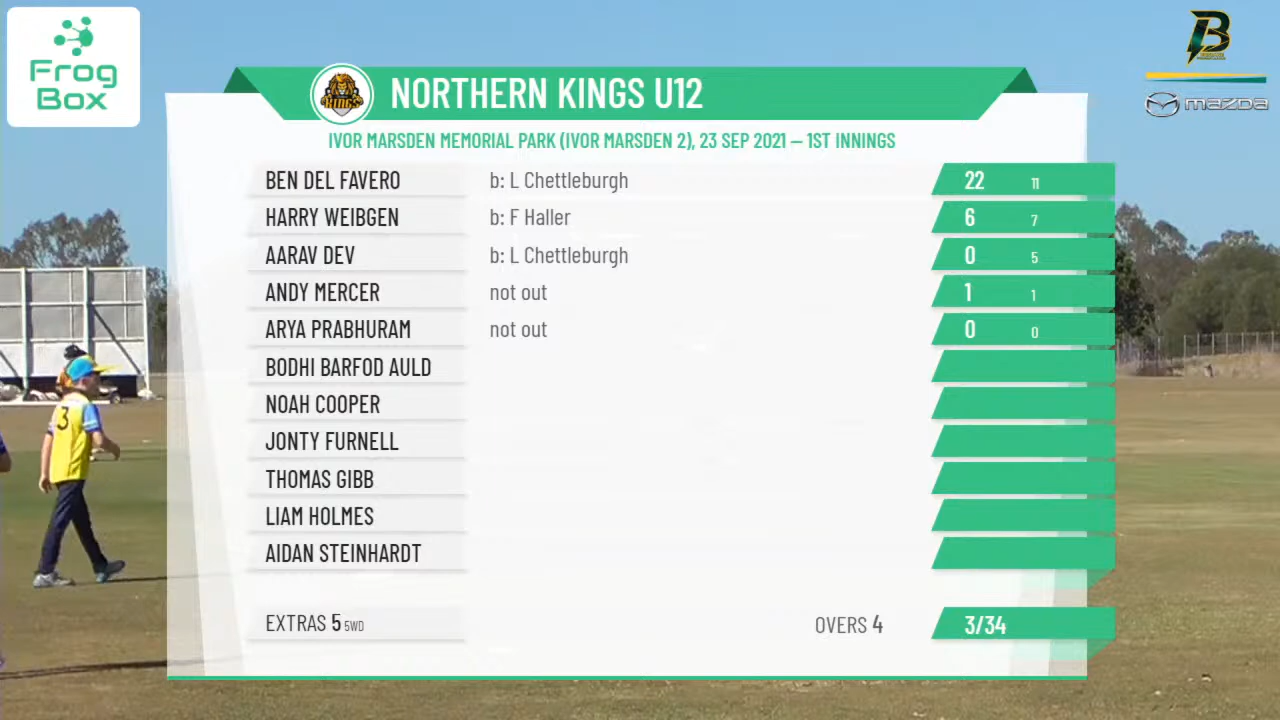 Frog
Box
KINGS
NORTHERN KINGS U12
B
mazda
IVOR MARSDEN MEMORIAL PARK (IVOR MARSDEN 2), 23 SEP 2021 – 1ST INNINGS
BEN DEL FAVERO b: L Chettleburgh 22 11
HARRY WEIBGEN b: F Haller 6 7
AARAV DEV b: L Chettleburgh 0 5
ANDY MERCER not out 1 1
ARYA PRABHURAM not out 0 0
BODHI BARFOD AULD
NOAH COOPER
JONTY FURNELL
THOMAS GIBB
LIAM HOLMES
AIDAN STEINHARDT
EXTRAS 5 5WD OVERS 4 3/34
3